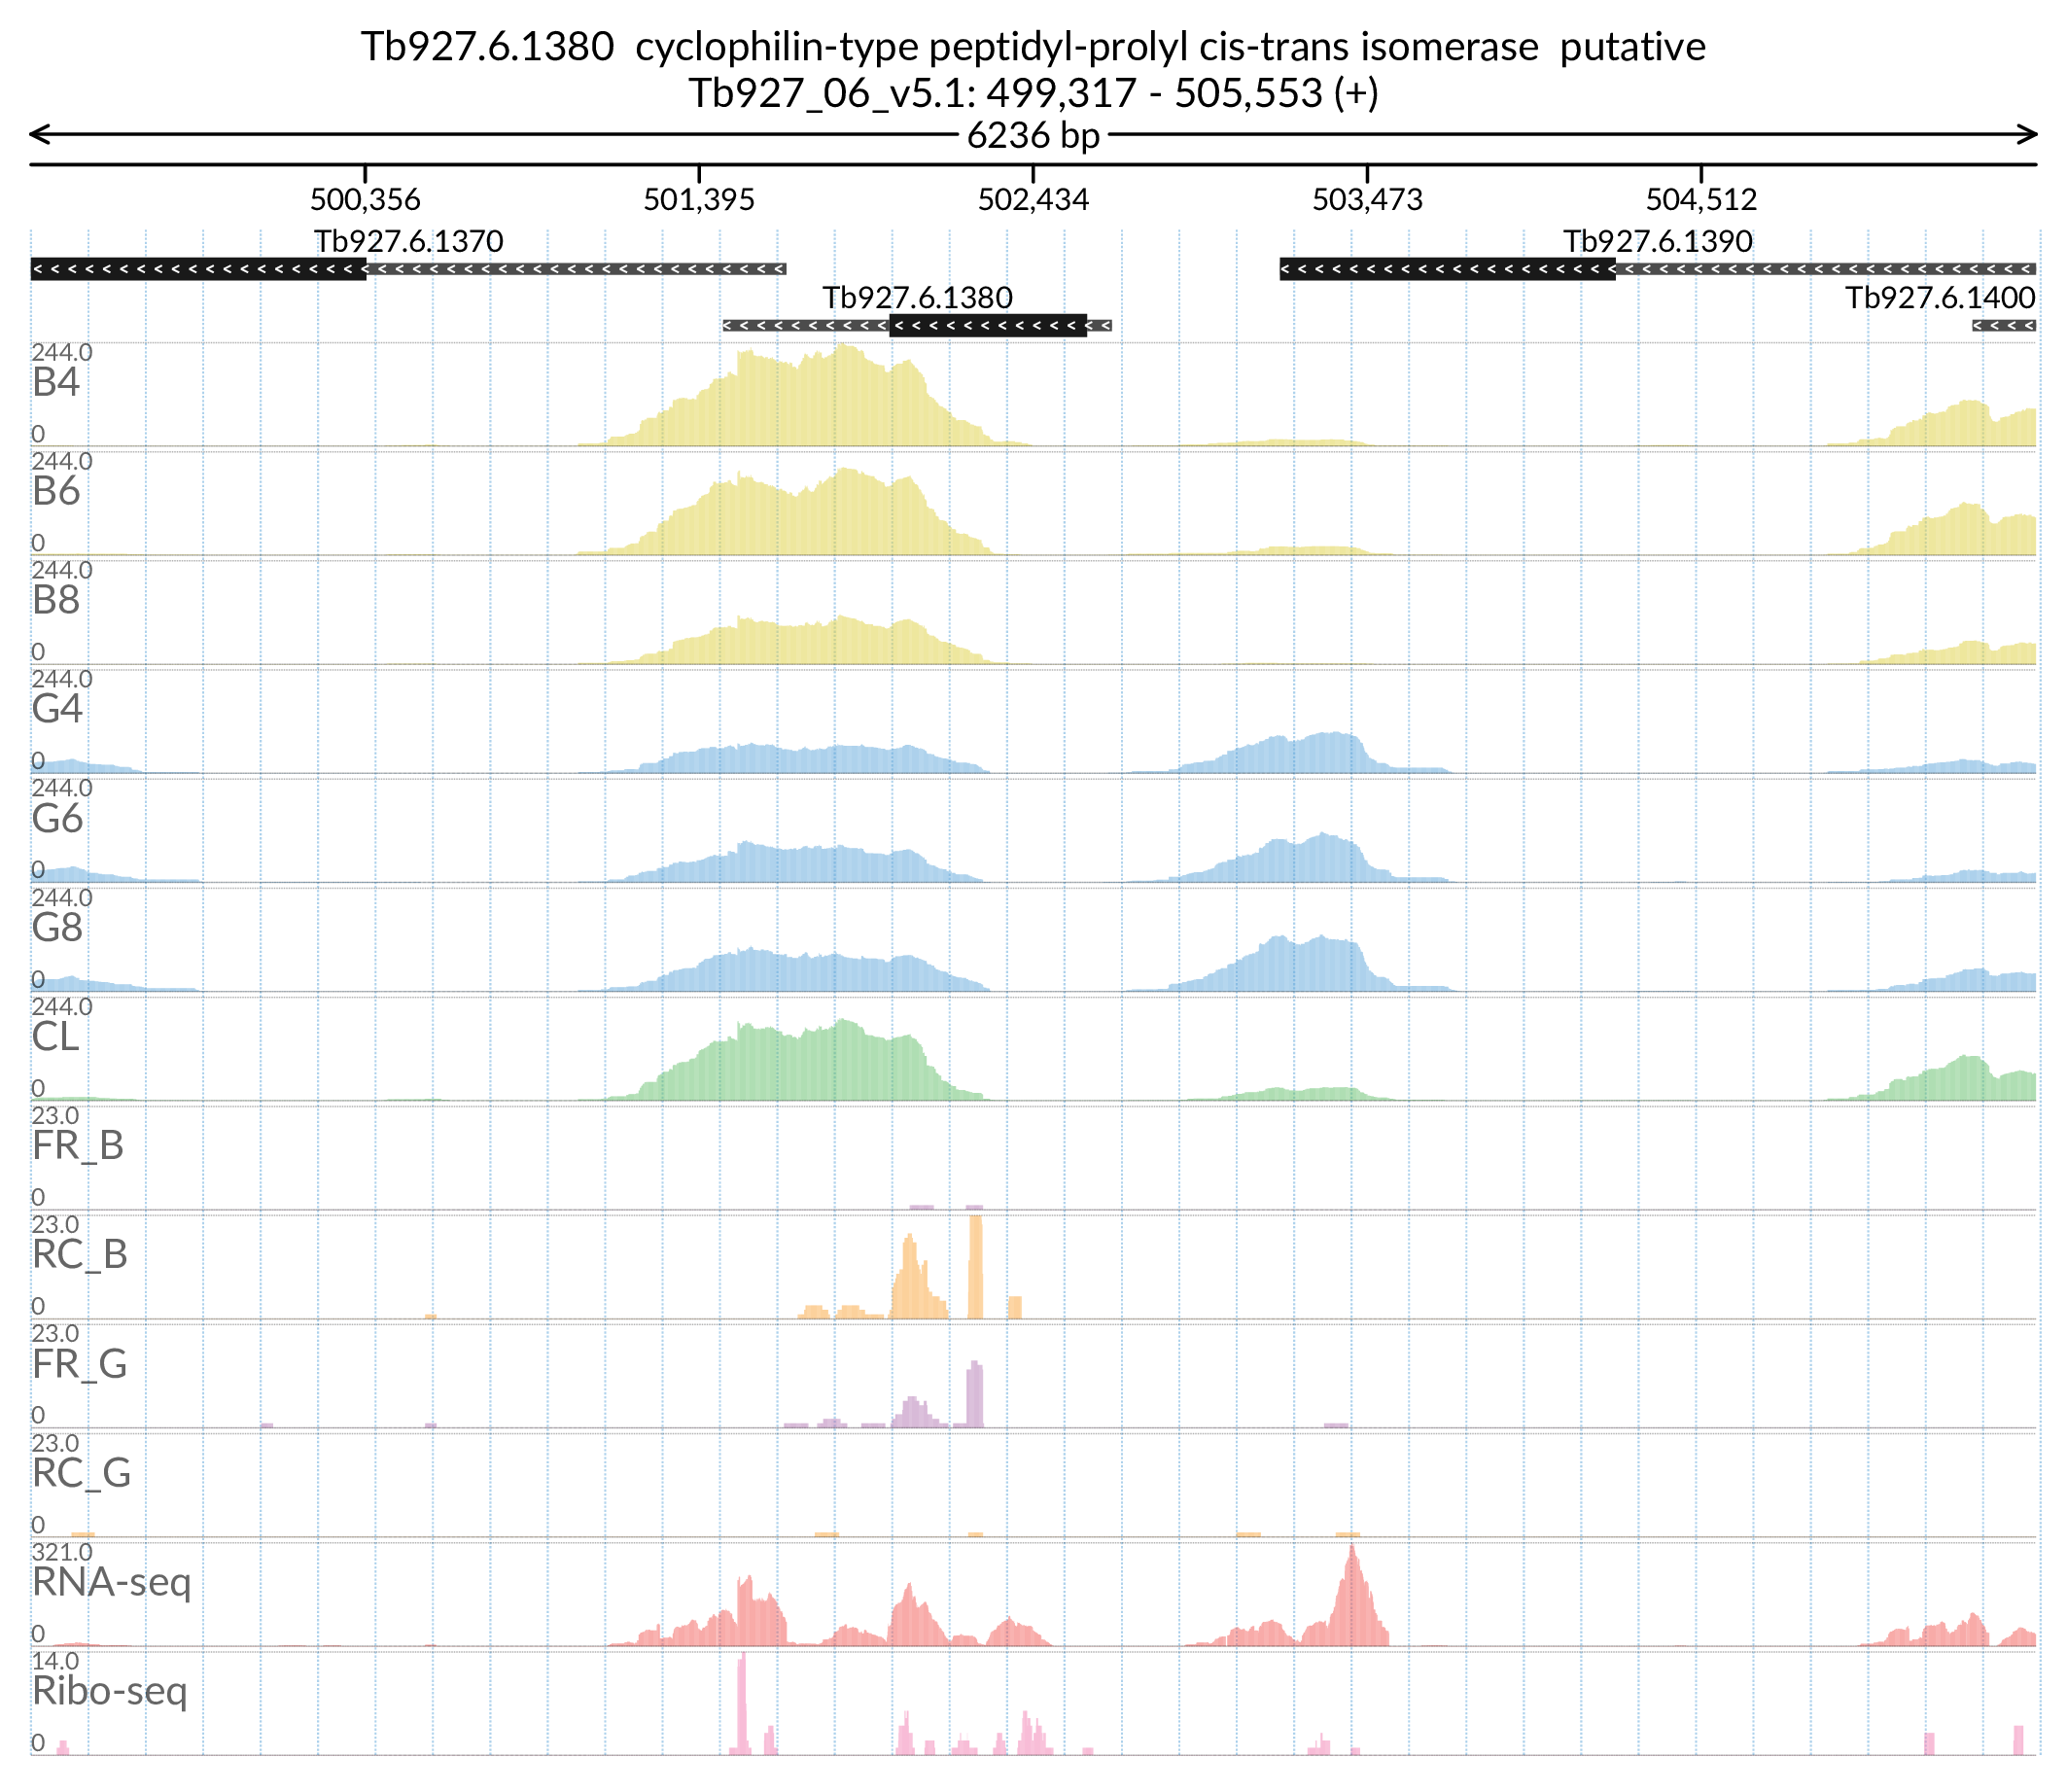 Tb927.6.1380  cyclophilin-type peptidyl-prolyl cis-trans isomerase  putative
Tb927_06_v5.1: 499,317 - 505,553 (+)
6236 bp
500,356 501,395 502,434 503,473 504,512
Tb927.6.1370 Tb927.6.1390
Tb927.6.1380 Tb927.6.1400
244.0
B4
0
244.0
B6
0
244.0
B8
0
244.0
G4
0
244.0
G6
0
244.0
G8
0
244.0
CL
0
23.0
FR_B
0
23.0
RC_B
0
23.0
FR_G
0
23.0
RC_G
0
321.0
RNA-seq
0
14.0
Ribo-seq
0